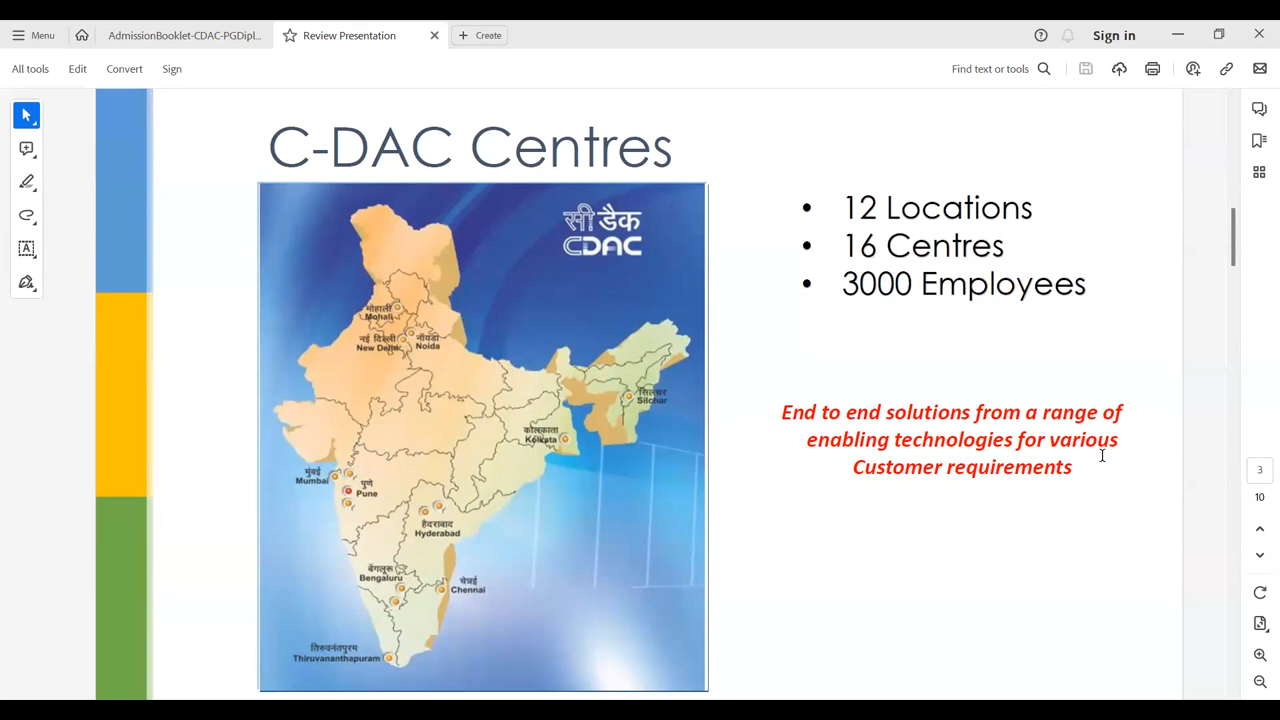 Menu
AdmissionBooklet-CDAC-PGDipl...
Review Presentation
Create
Sign in
All tools
Edit
Convert
Sign
Find text or tools
C-DAC Centres
सी डैक
CDAC
• 12 Locations
• 16 Centres
• 3000 Employees
मोहाली
Mohali
नई दिल्ली
New Delhi
नॉयडा
Noida
सिलचर
Silchar
कोलकाता
Kolkata
मुंबई
Mumbai
पुणे
Pune
हैदराबाद
Hyderabad
बेंगलूरू
Bengaluru
चेन्नई
Chennai
तिरुवनंतपुरम
Thiruvananthapuram
End to end solutions from a range of
enabling technologies for various
Customer requirements
3
10